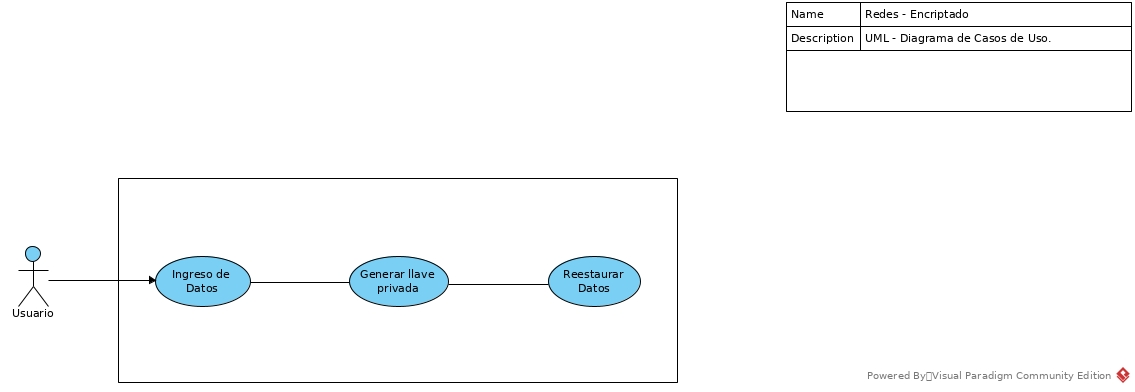 Name Redes - Encriptado
Description UML - Diagrama de Casos de Uso.
Ingreso de
Datos
Generar llave
privada
Reestaurar
Datos
Usuario
Powered By Visual Paradigm Community Edition